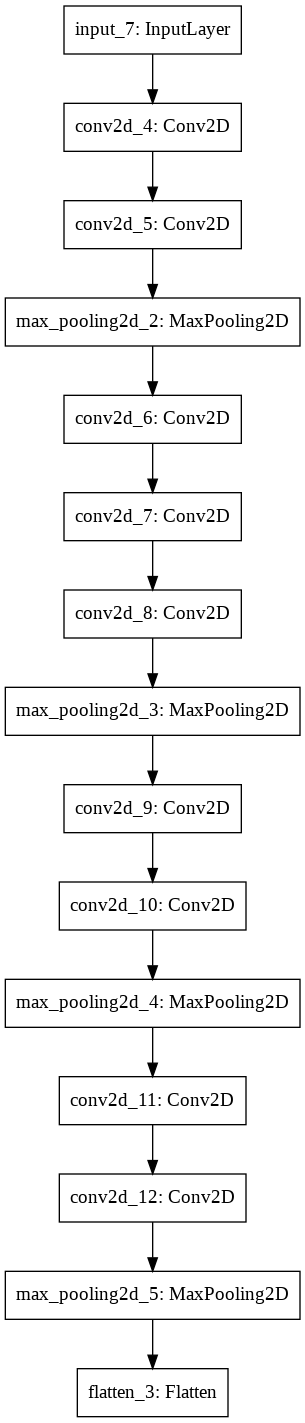 input_7: InputLayer
conv2d_4: Conv2D
conv2d_5: Conv2D
max_pooling2d_2: MaxPooling2D
conv2d_6: Conv2D
conv2d_7: Conv2D
conv2d_8: Conv2D
max_pooling2d_3: MaxPooling2D
conv2d_9: Conv2D
conv2d_10: Conv2D
max_pooling2d_4: MaxPooling2D
conv2d_11: Conv2D
conv2d_12: Conv2D
max_pooling2d_5: MaxPooling2D
flatten_3: Flatten